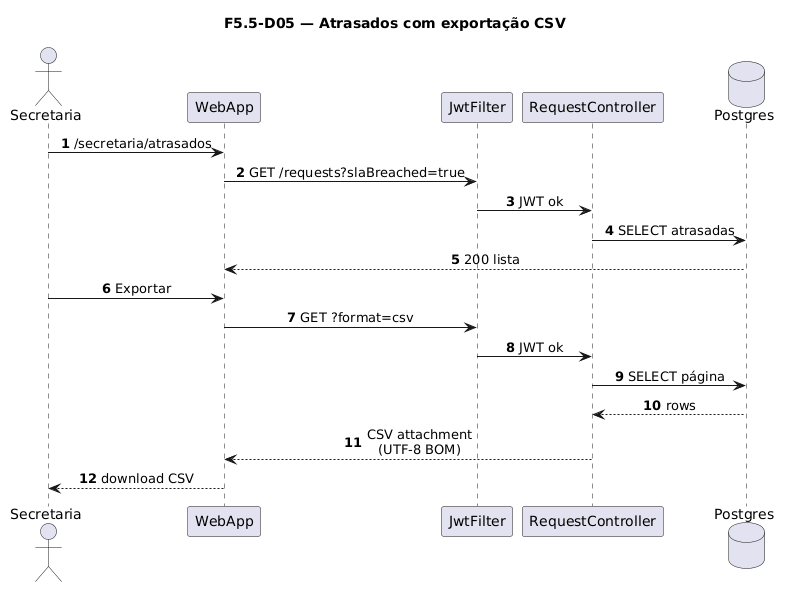 F5.5-D05 — Atrasados com exportação CSV
Secretaria
WebApp
JwtFilter
RequestController
Postgres
1 /secretaria/atrasados
2 GET /requests?slaBreached=true
3 JWT ok
4 SELECT atrasadas
5 200 lista
6 Exportar
7 GET ?format=csv
8 JWT ok
9 SELECT página
10 rows
11 CSV attachment
(UTF-8 BOM)
12 download CSV
Secretaria
WebApp
JwtFilter
RequestController
Postgres